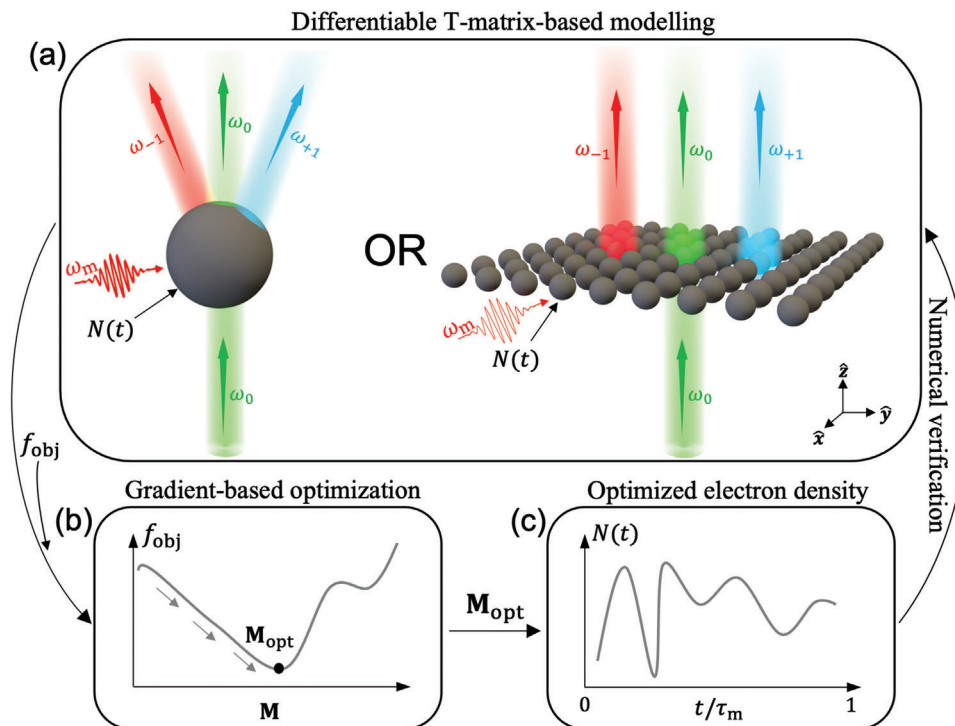 Differentiable T-matrix-based modelling
(a)
ω₋₁
ω₀
ω₊₁
ωₘ
N(t)
ω₀
OR
ω₋₁
ω₀
ω₊₁
ωₘ
N(t)
ω₀
ẑ
ŷ
x̂
Numerical verification
f_obj
Gradient-based optimization
(b)
f_obj
M_opt
M
M_opt
Optimized electron density
(c)
N(t)
0
t/τₘ
1